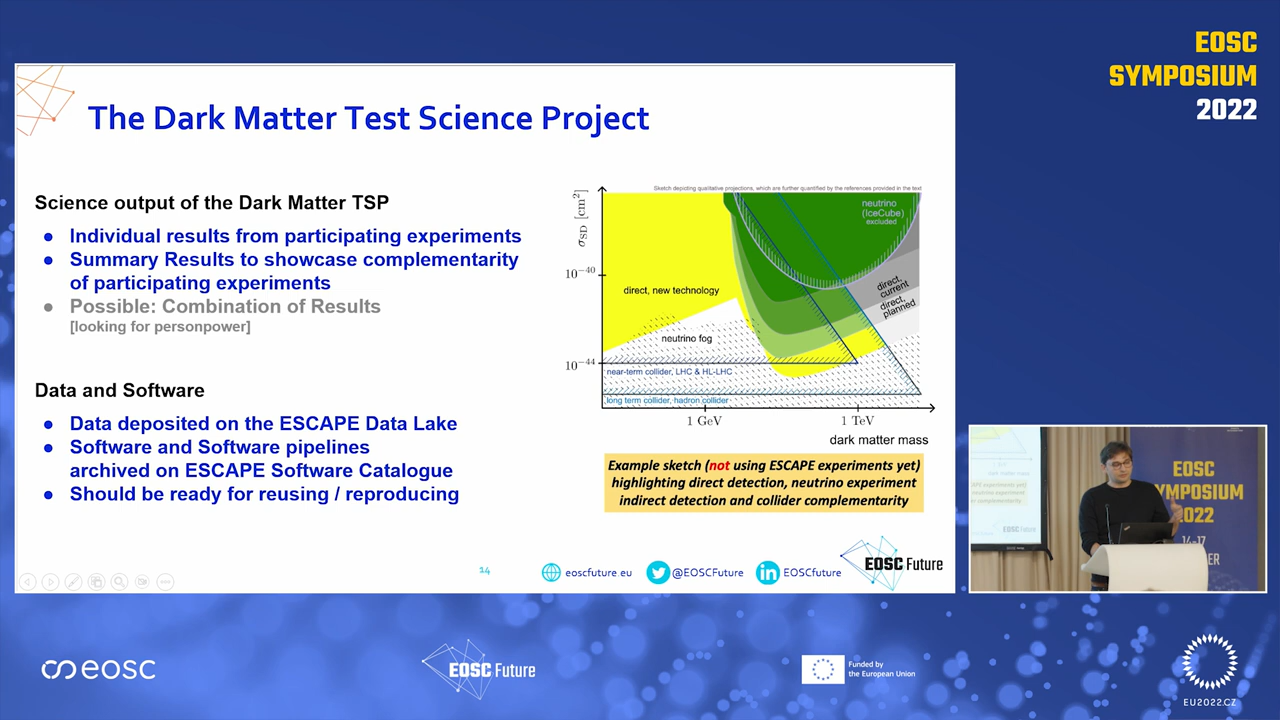 EOSC
SYMPOSIUM
2022
The Dark Matter Test Science Project
Science output of the Dark Matter TSP
● Individual results from participating experiments
● Summary Results to showcase complementarity
of participating experiments
● Possible: Combination of Results
[looking for personpower]
Data and Software
● Data deposited on the ESCAPE Data Lake
● Software and Software pipelines
archived on ESCAPE Software Catalogue
● Should be ready for reusing / reproducing
Sketch depicting qualitative projections, which are further quantified by the references provided in the text
σSD [cm²]
neutrino
(IceCube)
excluded
10⁻⁴⁰
direct, new technology
direct,
current
direct,
planned
neutrino fog
10⁻⁴⁴
near-term collider, LHC & HL-LHC
long term collider, hadron collider
1 GeV
1 TeV
dark matter mass
Example sketch (not using ESCAPE experiments yet)
highlighting direct detection, neutrino experiment
indirect detection and collider complementarity
14
eoscfuture.eu
@EOSCFuture
EOSCfuture
EOSC Future
EOSC
YMPOSIUM
2022
14-17
EOSC Future
eosc
EOSC Future
Funded by
the European Union
EU2022.CZ